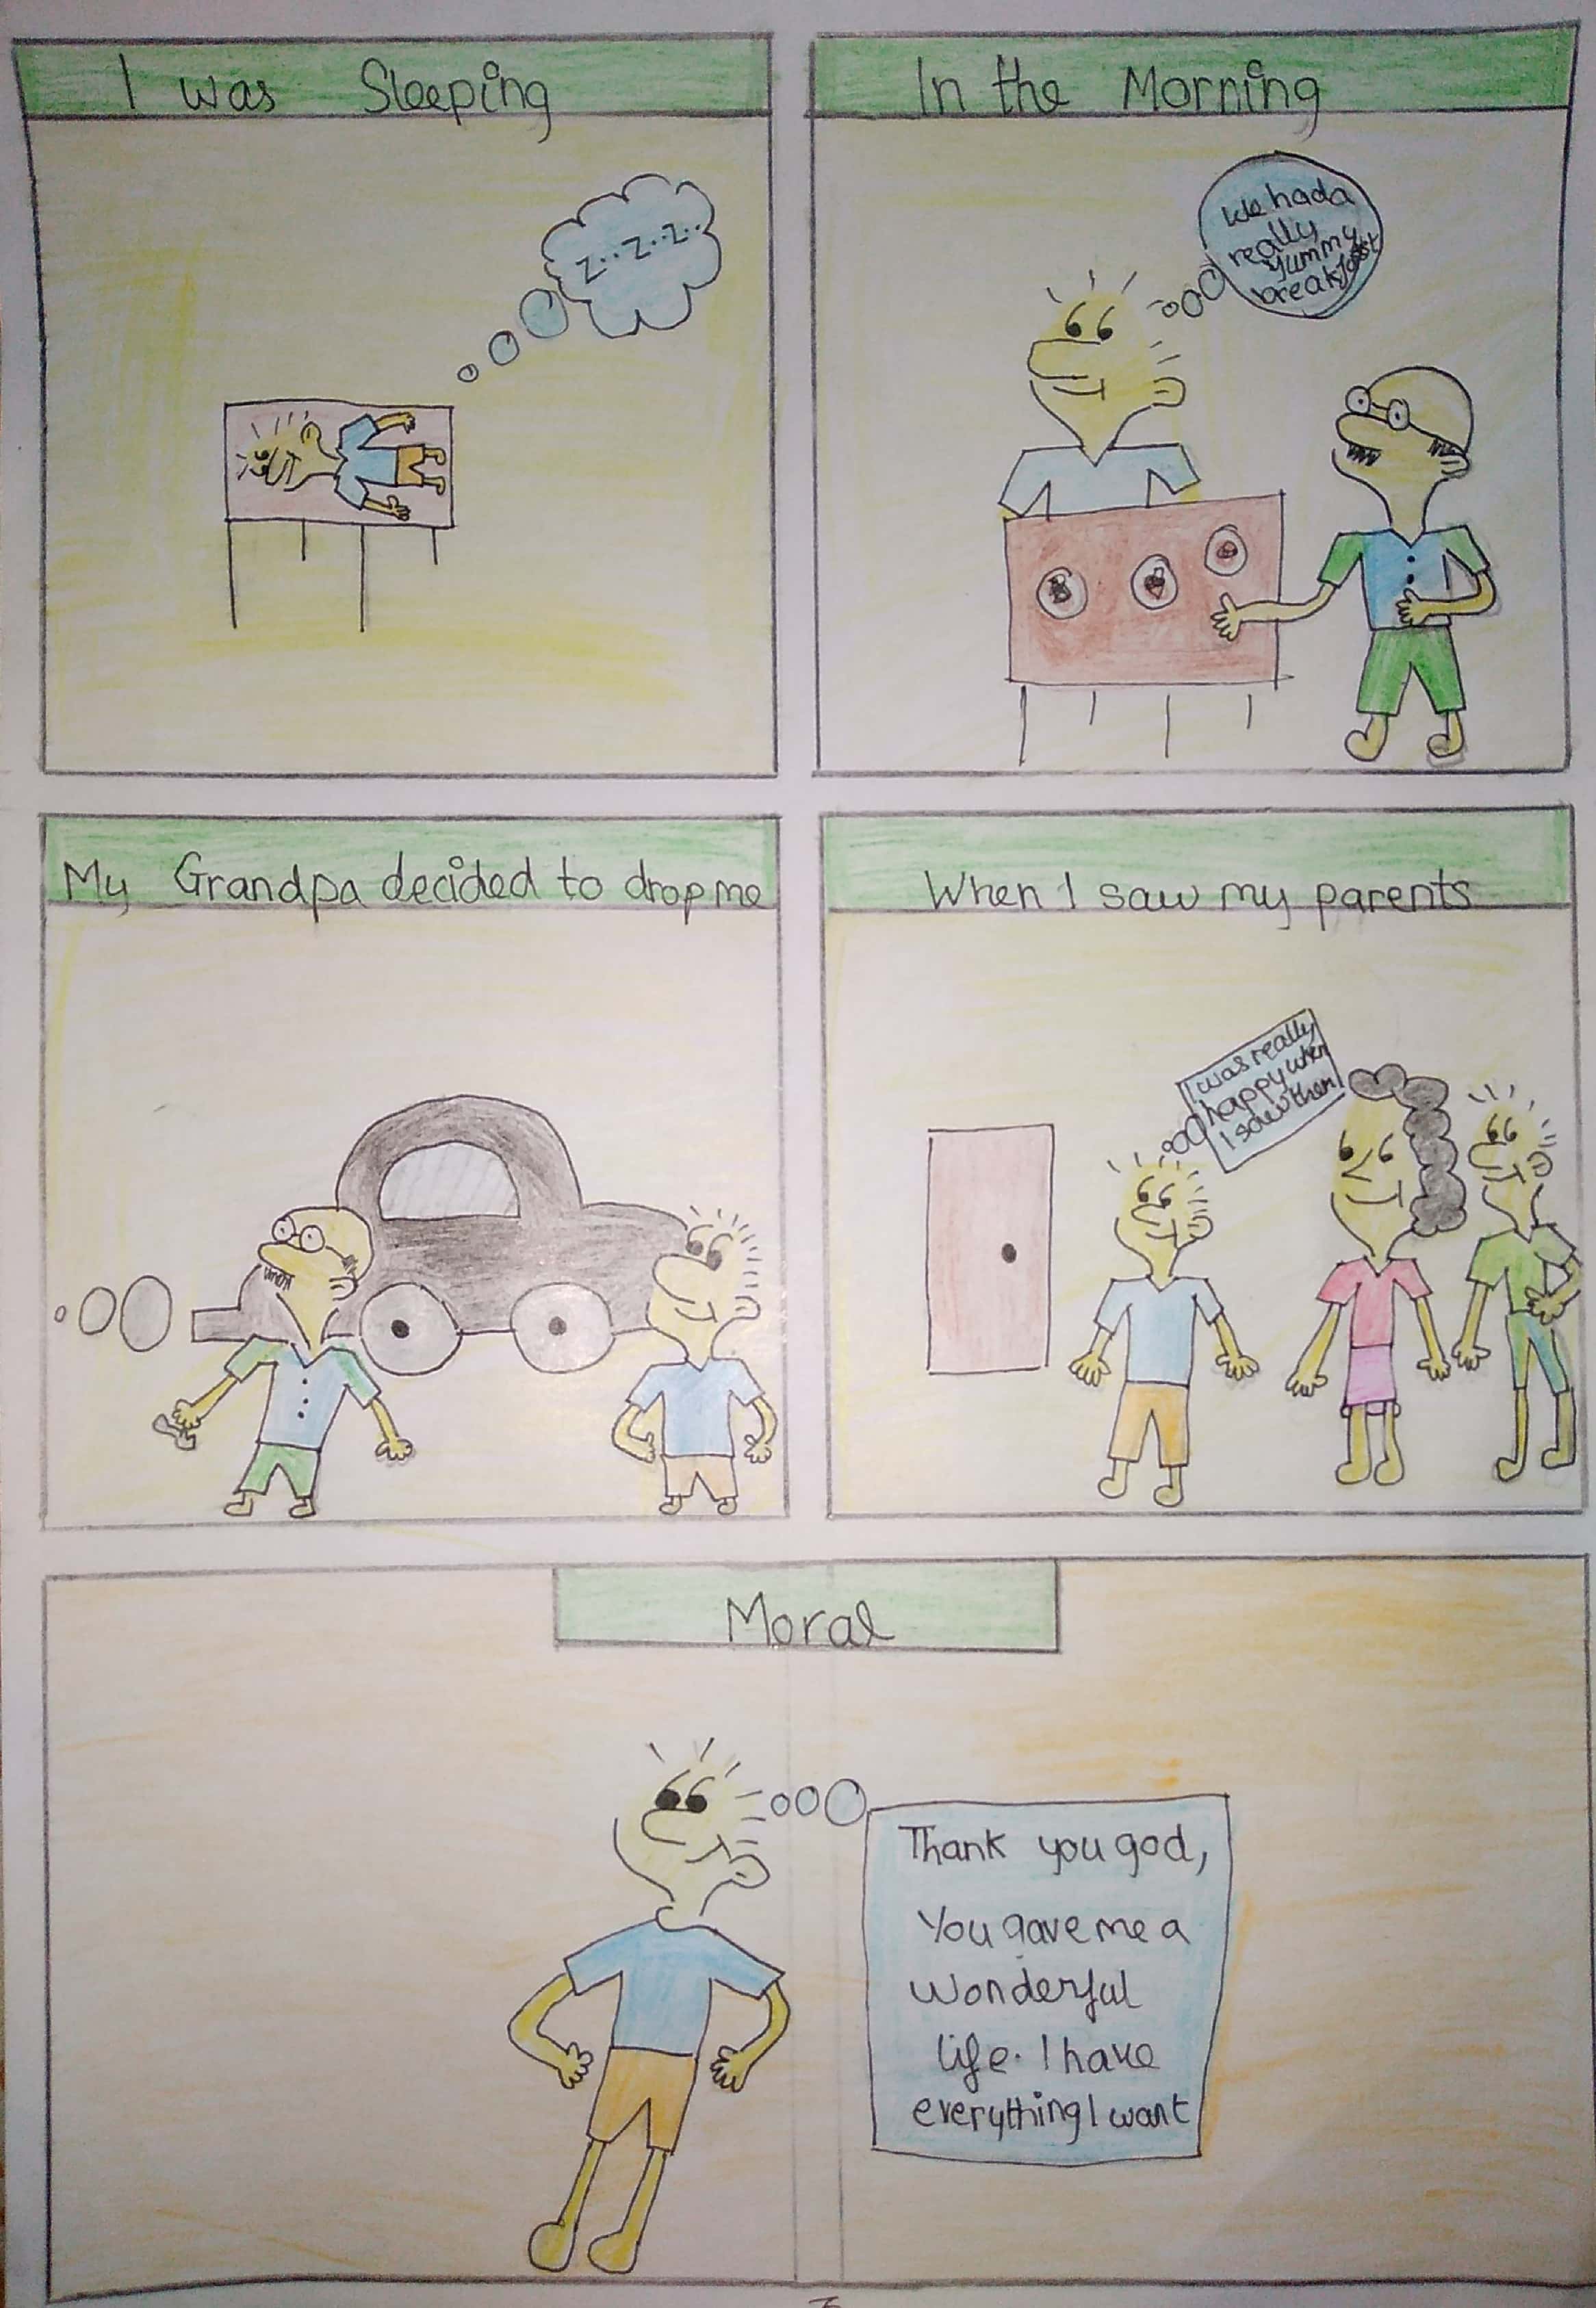 I was Sleeping
z..z..z..
In the Morning
We had a
really
yummy
breakfast
My Grandpa decided to drop me
When I saw my parents
I was really
happy when
I saw them
Moral
Thank you god,
You gave me a
wonderful
life. I have
everything I want